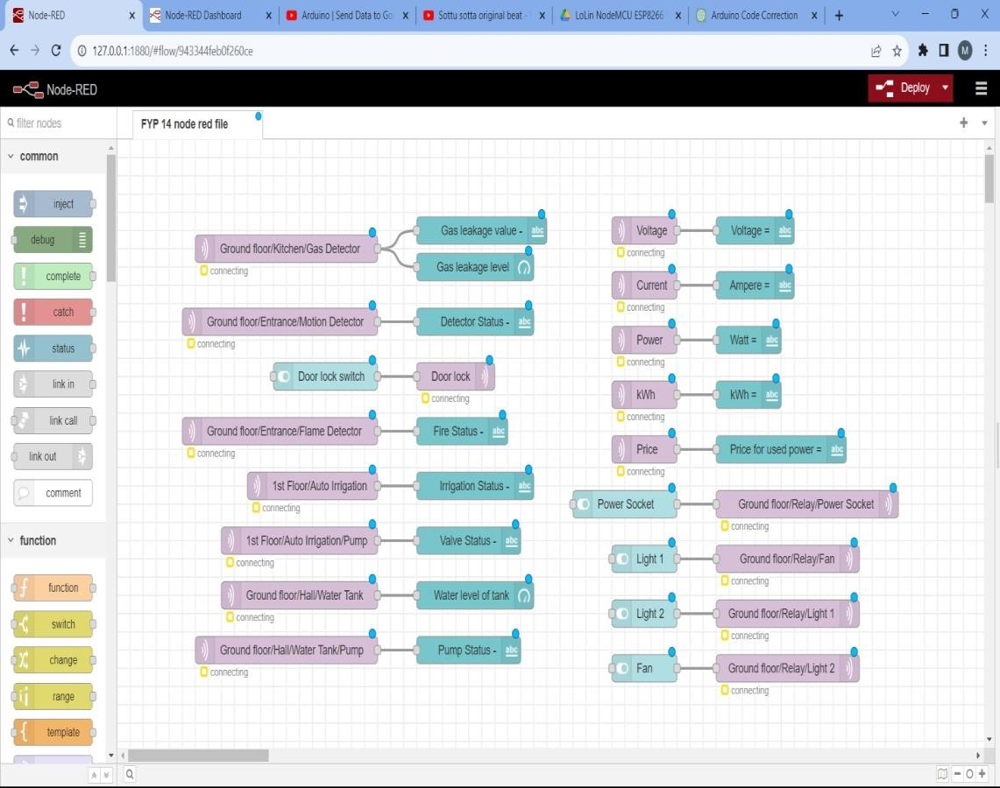 Node-RED
Node-RED Dashboard
Arduino | Send Data to Go
Sottu sotta original beat -
LoLin NodeMCU ESP8266
Arduino Code Correction
127.0.0.1:1880/#flow/943344feb0f260ce
M
Node-RED
Deploy
filter nodes
FYP 14 node red file
common
inject
debug
complete
catch
status
link in
link call
link out
comment
function
function
switch
change
range
template
Ground floor/Kitchen/Gas Detector
connecting
Gas leakage value -
abc
Gas leakage level
Ground floor/Entrance/Motion Detector
connecting
Detector Status -
abc
Door lock switch
Door lock
connecting
Ground floor/Entrance/Flame Detector
connecting
Fire Status -
abc
1st Floor/Auto Irrigation
connecting
Irrigation Status -
abc
1st Floor/Auto Irrigation/Pump
connecting
Valve Status -
abc
Ground floor/Hall/Water Tank
connecting
Water level of tank
Ground floor/Hall/Water Tank/Pump
connecting
Pump Status -
abc
Voltage
connecting
Voltage =
abc
Current
connecting
Ampere =
abc
Power
connecting
Watt =
abc
kWh
connecting
kWh =
abc
Price
connecting
Price for used power =
abc
Power Socket
Ground floor/Relay/Power Socket
connecting
Light 1
Ground floor/Relay/Fan
connecting
Light 2
Ground floor/Relay/Light 1
connecting
Fan
Ground floor/Relay/Light 2
connecting